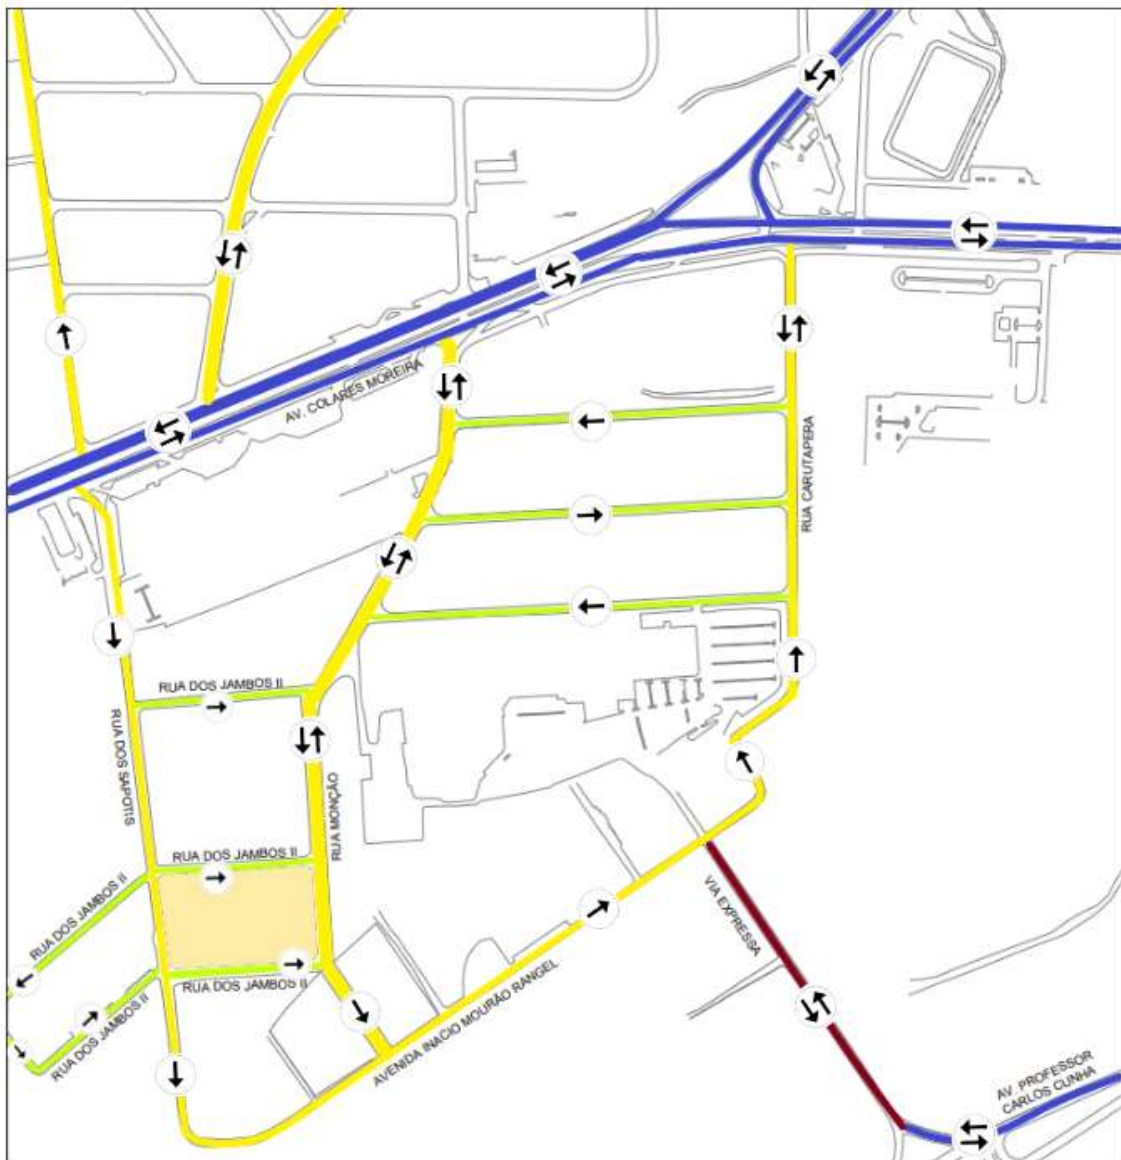 AV. COLARES MOREIRA
RUA CARUTAPERA
RUA DOS JAMBOS II
RUA DOS SAPOTIS
RUA MONÇÃO
RUA DOS JAMBOS II
RUA DOS JAMBOS II
VIA EXPRESSA
RUA DOS JAMBOS II
RUA DOS JAMBOS II
AVENIDA INACIO MOURÃO RANGEL
AV. PROFESSOR
CARLOS CUNHA